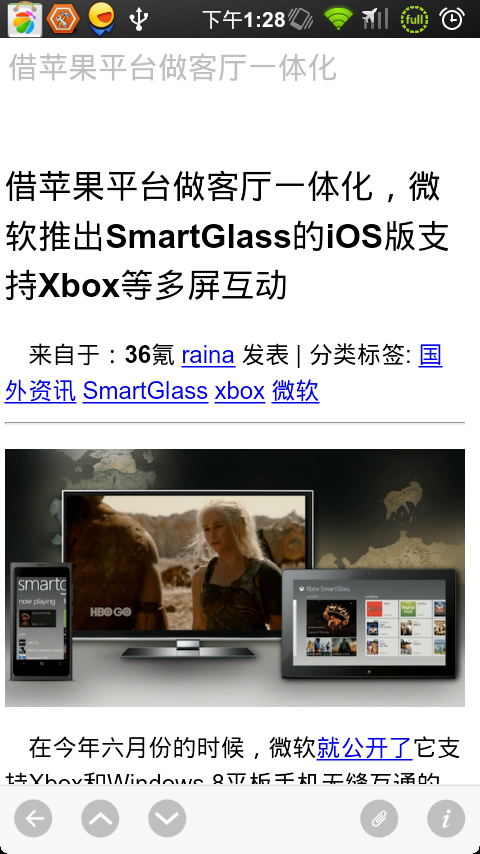 下午1:28
full
借苹果平台做客厅一体化
借苹果平台做客厅一体化，微
软推出SmartGlass的iOS版支
持Xbox等多屏互动
来自于：36氪 raina 发表 | 分类标签: 国
外资讯 SmartGlass xbox 微软
HBO GO
smartg
now playing
Xbox SmartGlass
在今年六月份的时候，微软就公开了它支
持Xbox和Windows 8平板手机无缝互通的